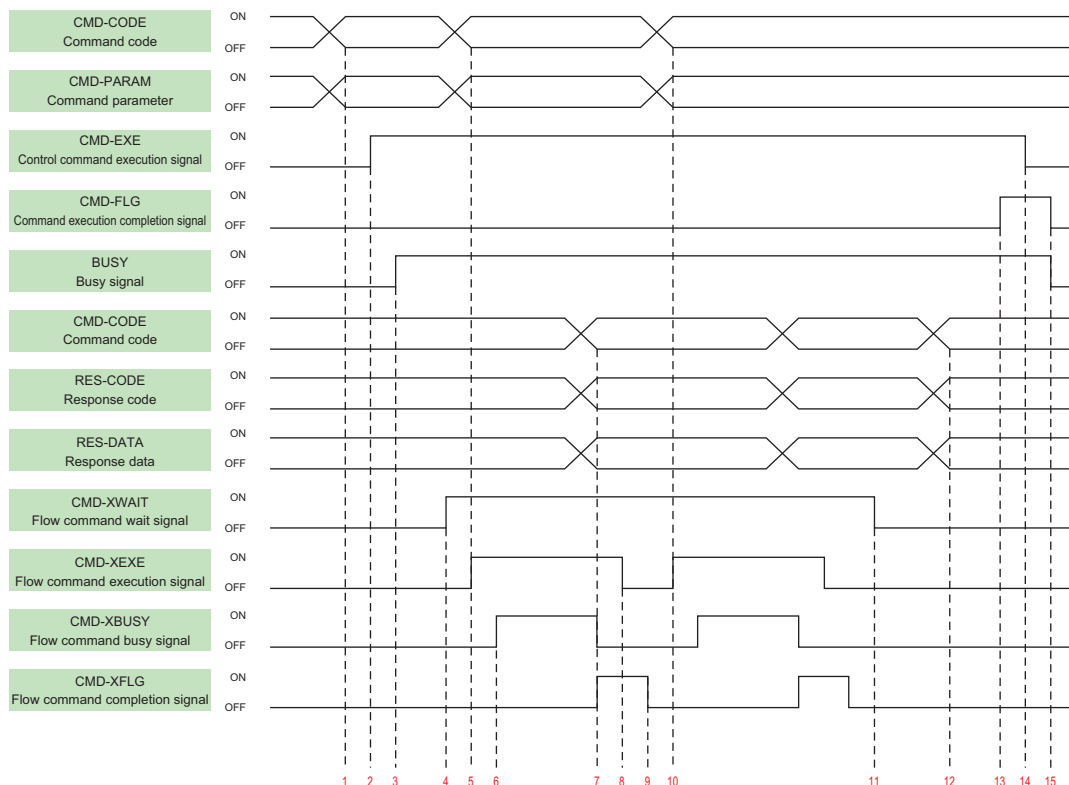 CMD-CODE
Command code
ON
OFF
CMD-PARAM
Command parameter
ON
OFF
CMD-EXE
Control command execution signal
ON
OFF
CMD-FLG
Command execution completion signal
ON
OFF
BUSY
Busy signal
ON
OFF
CMD-CODE
Command code
ON
OFF
RES-CODE
Response code
ON
OFF
RES-DATA
Response data
ON
OFF
CMD-XWAIT
Flow command wait signal
ON
OFF
CMD-XEXE
Flow command execution signal
ON
OFF
CMD-XBUSY
Flow command busy signal
ON
OFF
CMD-XFLG
Flow command completion signal
ON
OFF
1 2 3 4 5 6 7 8 9 10 11 12 13 14 15